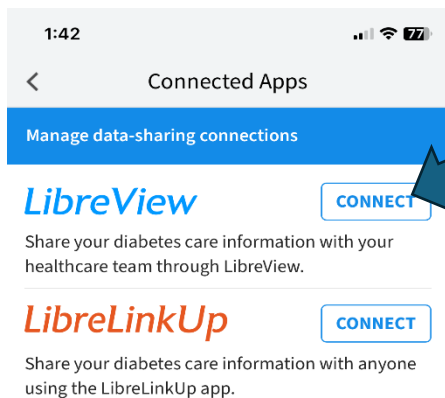 1:42
77
Connected Apps
Manage data-sharing connections
LibreView
CONNECT
Share your diabetes care information with your
healthcare team through LibreView.
LibreLinkUp
CONNECT
Share your diabetes care information with anyone
using the LibreLinkUp app.